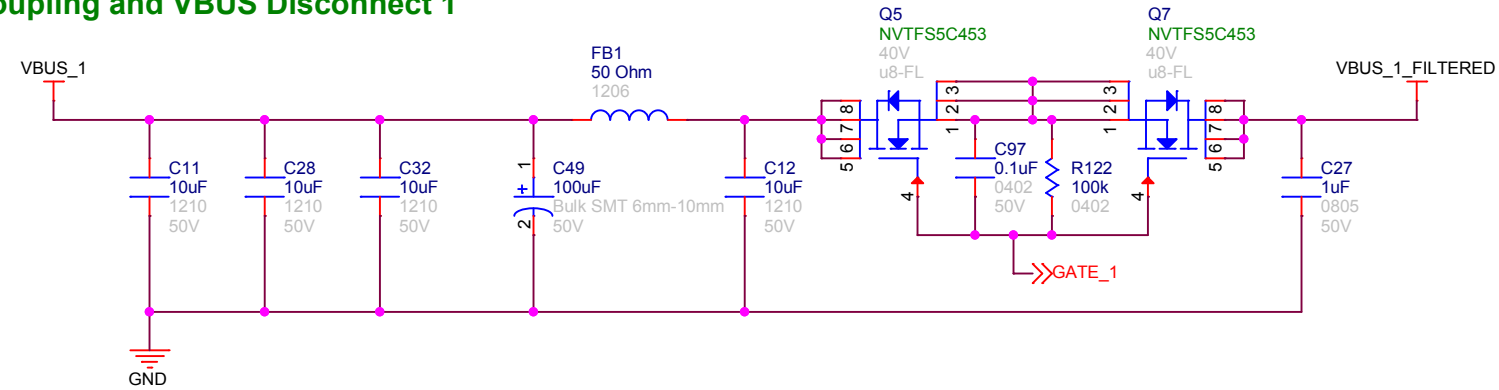 oupling and VBUS Disconnect 1
VBUS_1
FB1
50 Ohm
1206
Q5
NVTFS5C453
40V
u8-FL
Q7
NVTFS5C453
40V
u8-FL
VBUS_1_FILTERED
C11
10uF
1210
50V
C28
10uF
1210
50V
C32
10uF
1210
50V
1
+
2
C49
100uF
Bulk SMT 6mm-10mm
50V
C12
10uF
1210
50V
8
7
6
5
4
3
2
1
C97
0.1uF
0402
50V
R122
100k
0402
3
2
1
4
8
7
6
5
C27
1uF
0805
50V
GATE_1
GND